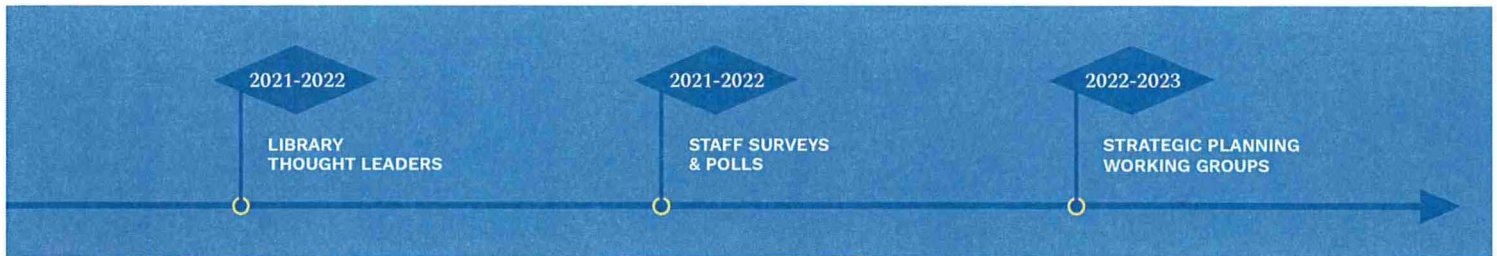 2021-2022
LIBRARY
THOUGHT LEADERS
2021-2022
STAFF SURVEYS
& POLLS
2022-2023
STRATEGIC PLANNING
WORKING GROUPS